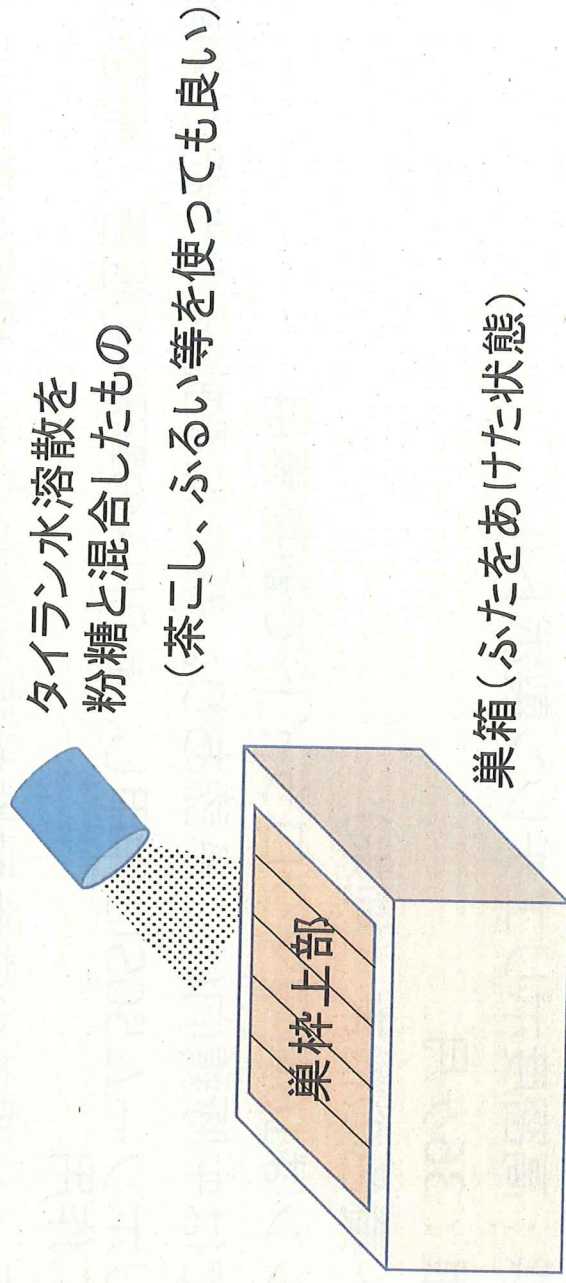 タイラン水溶散を
粉糖と混合したもの
(茶こし、ふるい等を使っても良い)
巣枠上部
巣箱(ふたをあけた状態)